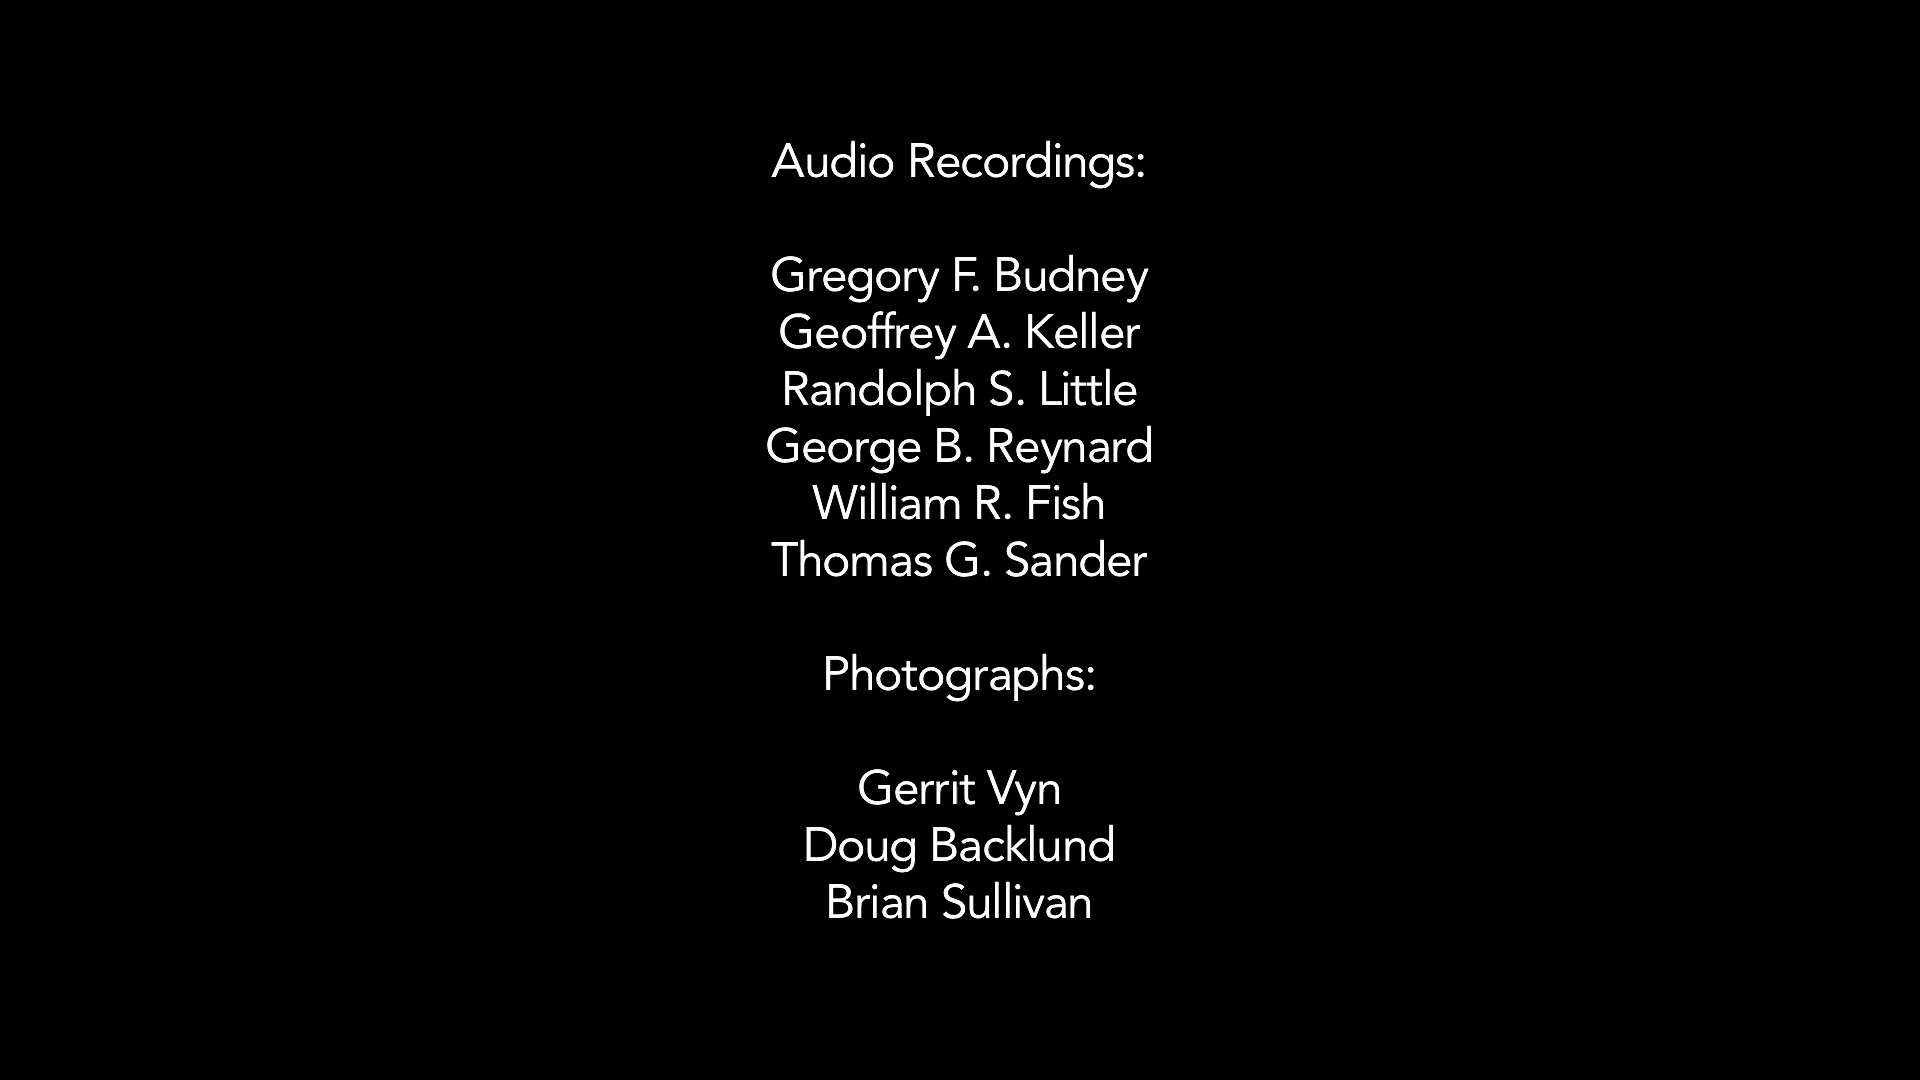 Audio Recordings:
Gregory F. Budney
Geoffrey A. Keller
Randolph S. Little
George B. Reynard
William R. Fish
Thomas G. Sander
Photographs:
Gerrit Vyn
Doug Backlund
Brian Sullivan